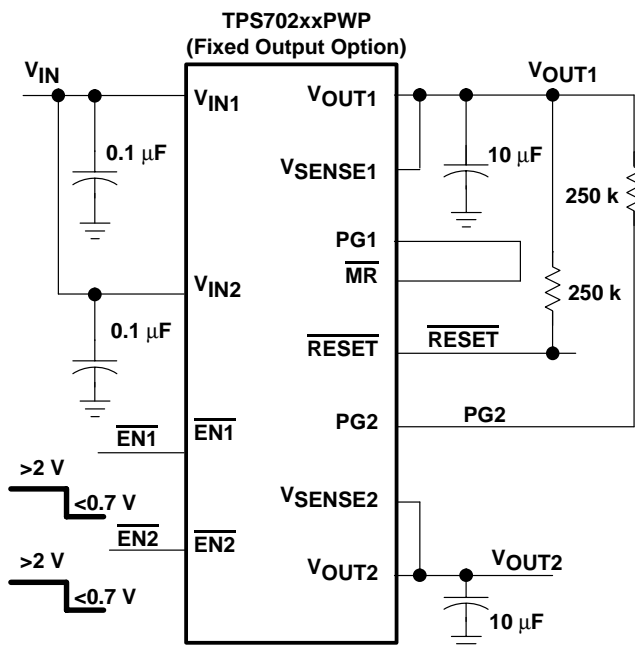 TPS702xxPWP
(Fixed Output Option)
VIN
VOUT1
VIN1
VOUT1
0.1 μF
10 μF
VSENSE1
250 k
PG1
MR
VIN2
250 k
0.1 μF
RESET
RESET
PG2
PG2
EN1
EN1
>2 V
<0.7 V
VSENSE2
EN2
EN2
>2 V
VOUT2
VOUT2
<0.7 V
10 μF